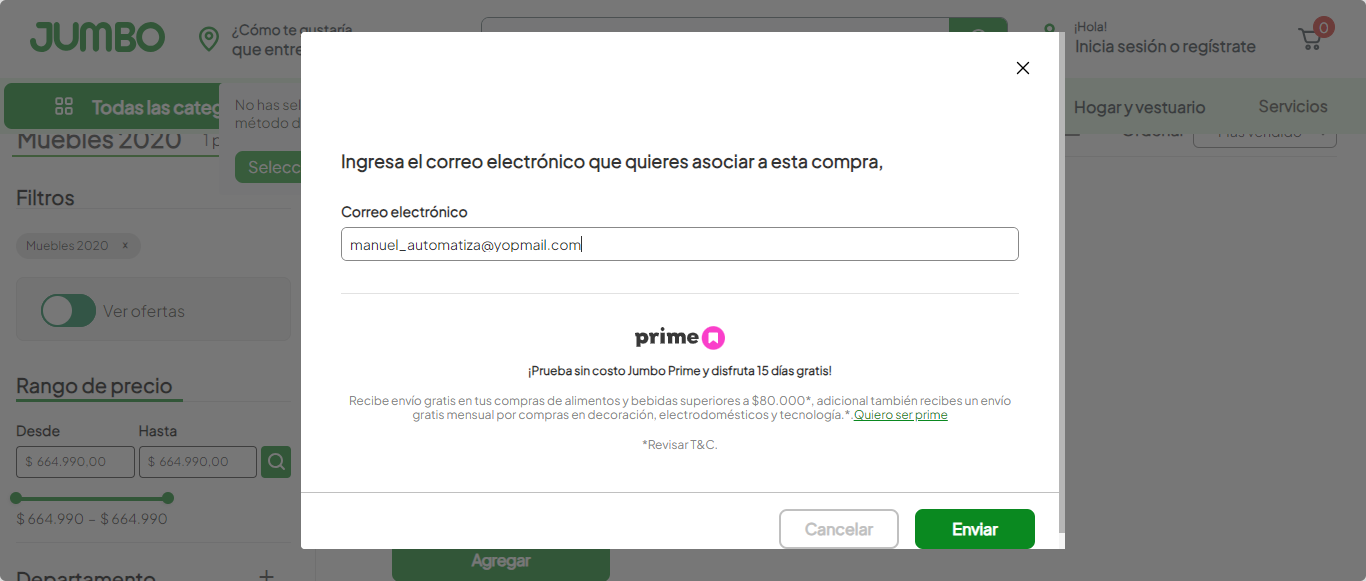 JUMBO
¿Cómo te gustaría
que entre
¡Hola!
Inicia sesión o regístrate
0
Todas las categ
No has sel
método d
Selecc
Hogar y vestuario
Servicios
Muebles 2020
1 p
Ordenar
Más vendido
Filtros
Muebles 2020 x
Ver ofertas
Rango de precio
Desde
Hasta
$ 664.990,00
$ 664.990,00
$ 664.990 – $ 664.990
Departamento
+
Ingresa el correo electrónico que quieres asociar a esta compra,
Correo electrónico
manuel_automatiza@yopmail.com
prime
¡Prueba sin costo Jumbo Prime y disfruta 15 días gratis!
Recibe envío gratis en tus compras de alimentos y bebidas superiores a $80.000*, adicional también recibes un envío
gratis mensual por compras en decoración, electrodomésticos y tecnología.*.Quiero ser prime
*Revisar T&C.
Cancelar
Enviar
Agregar